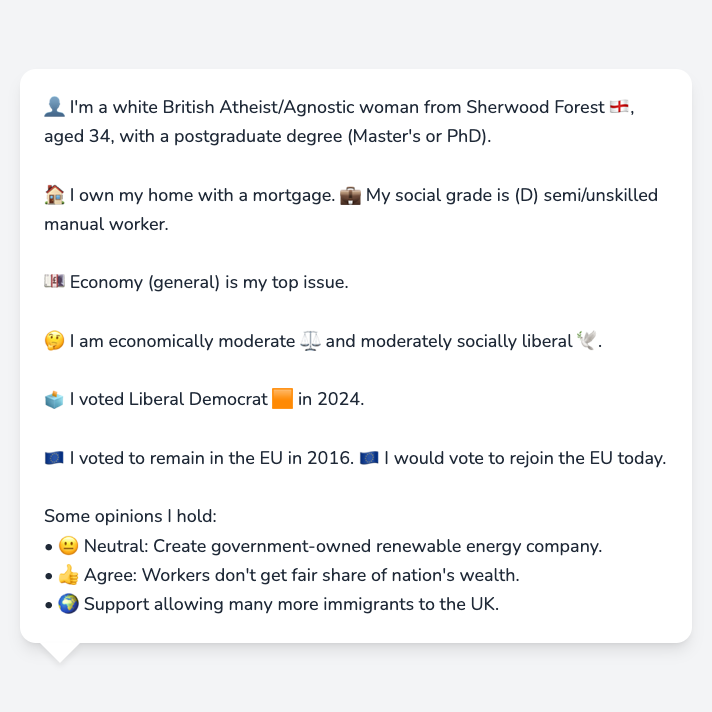 👤 I'm a white British Atheist/Agnostic woman from Sherwood Forest 🏴󠁧󠁢󠁥󠁮󠁧󠁿,
aged 34, with a postgraduate degree (Master's or PhD).
🏠 I own my home with a mortgage. 💼 My social grade is (D) semi/unskilled
manual worker.
💷 Economy (general) is my top issue.
🤔 I am economically moderate ⚖️ and moderately socially liberal 🕊️.
🗳️ I voted Liberal Democrat 🟧 in 2024.
🇪🇺 I voted to remain in the EU in 2016. 🇪🇺 I would vote to rejoin the EU today.
Some opinions I hold:
• 😐 Neutral: Create government-owned renewable energy company.
• 👍 Agree: Workers don't get fair share of nation's wealth.
• 🌍 Support allowing many more immigrants to the UK.